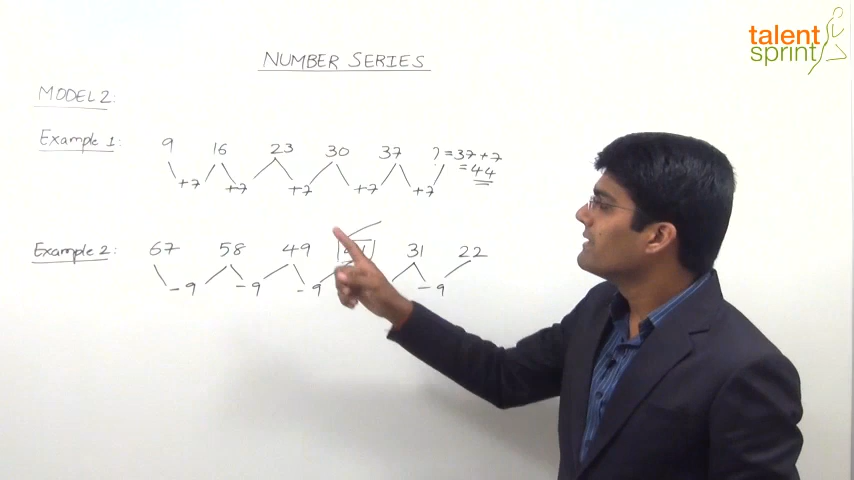 talent
sprint
NUMBER SERIES
MODEL 2:
Example 1: 9 16 23 30 37 ? = 37 + 7
= 44
+7 +7 +7 +7 +7
Example 2: 67 58 49 31 22
-9 -9 -9 -9